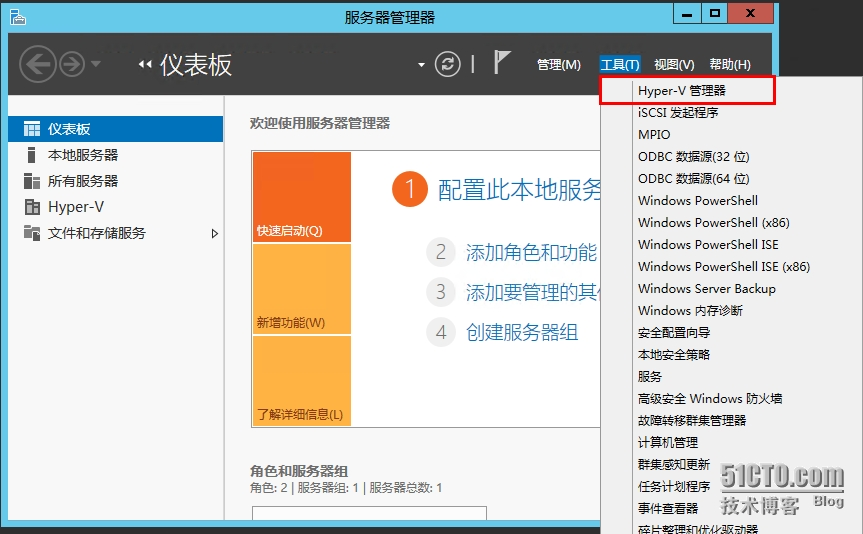 服务器管理器
仪表板
管理(M) 工具(T) 视图(V) 帮助(H)
仪表板
本地服务器
所有服务器
Hyper-V
文件和存储服务
欢迎使用服务器管理器
快速启动(Q)
新增功能(W)
了解详细信息(L)
1 配置此本地服务
2 添加角色和功能
3 添加要管理的其
4 创建服务器组
角色和服务器组
角色: 2 | 服务器组: 1 | 服务器总数: 1
Hyper-V 管理器
iSCSI 发起程序
MPIO
ODBC 数据源(32 位)
ODBC 数据源(64 位)
Windows PowerShell
Windows PowerShell (x86)
Windows PowerShell ISE
Windows PowerShell ISE (x86)
Windows Server Backup
Windows 内存诊断
安全配置向导
本地安全策略
服务
高级安全 Windows 防火墙
故障转移群集管理器
计算机管理
群集感知更新
任务计划程序
事件查看器
碎片整理和优化驱动器
51CTO.com
技术博客 Blog